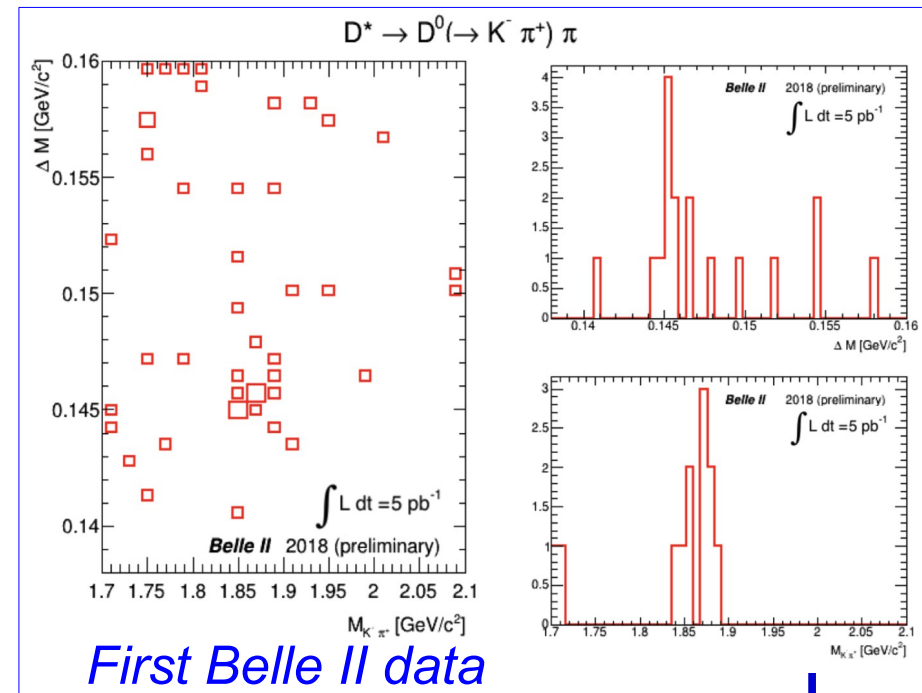 D* → D⁰(→ K⁻ π⁺) π
Δ M [GeV/c²]
0.16
0.155
0.15
0.145
0.14
∫ L dt = 5 pb⁻¹
Belle II 2018 (preliminary)
1.7 1.75 1.8 1.85 1.9 1.95 2 2.05 2.1
M_K⁻π⁺ [GeV/c²]
Belle II 2018 (preliminary)
∫ L dt = 5 pb⁻¹
4
3.5
3
2.5
2
1.5
1
0.5
0
0.14 0.145 0.15 0.155 0.16
Δ M [GeV/c²]
Belle II 2018 (preliminary)
∫ L dt = 5 pb⁻¹
3
2.5
2
1.5
1
0.5
0
1.7 1.75 1.8 1.85 1.9 1.95 2 2.05 2.1
M_K π⁺ [GeV/c²]
First Belle II data